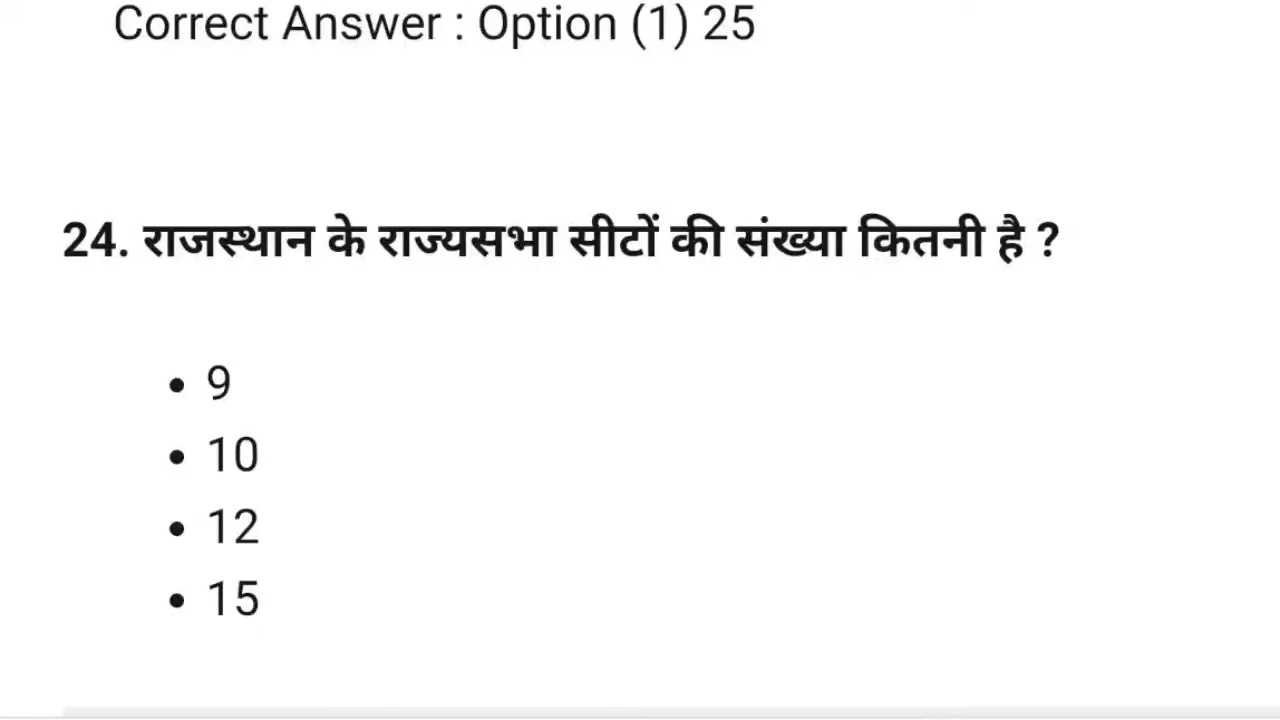 Correct Answer : Option (1) 25
24. राजस्थान के राज्यसभा सीटों की संख्या कितनी है ?
• 9
• 10
• 12
• 15